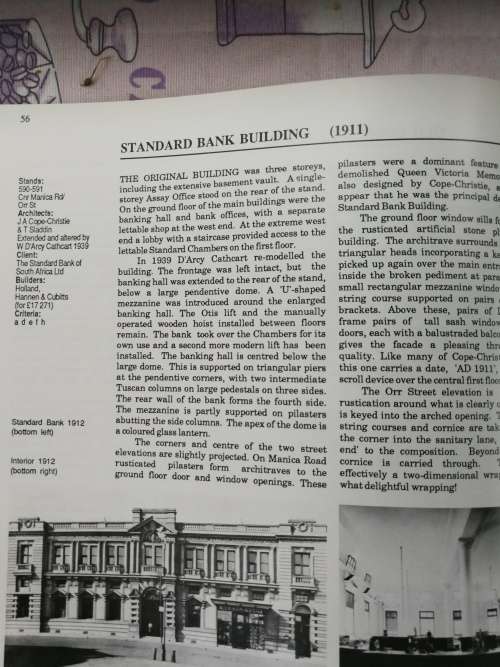 56
STANDARD BANK BUILDING (1911)
Stands:
590-591
Cnr Manica Rd/
Orr St
Architects:
J A Cope-Christie
& T Sladdin
Extended and altered by
W D'Arcy Cathcart 1939
Client:
The Standard Bank of
South Africa Ltd
Builders:
Holland,
Hannen & Cubitts
(for £17 271)
Criteria:
a d e f h
Standard Bank 1912
(bottom left)
Interior 1912
(bottom right)
THE ORIGINAL BUILDING was three storeys,
including the extensive basement vault. A single-
storey Assay Office stood on the rear of the stand.
On the ground floor of the main buildings were the
banking hall and bank offices, with a separate
lettable shop at the west end. At the extreme west
end a lobby with a staircase provided access to the
lettable Standard Chambers on the first floor.
In 1939 D'Arcy Cathcart re-modelled the
building. The frontage was left intact, but the
banking hall was extended to the rear of the stand,
below a large pendentive dome. A 'U'-shaped
mezzanine was introduced around the enlarged
banking hall. The Otis lift and the manually
operated wooden hoist installed between floors
remain. The bank took over the Chambers for its
own use and a second more modern lift has been
installed. The banking hall is centred below the
large dome. This is supported on triangular piers
at the pendentive corners, with two intermediate
Tuscan columns on large pedestals on three sides.
The rear wall of the bank forms the fourth side.
The mezzanine is partly supported on pilasters
abutting the side columns. The apex of the dome is
a coloured glass lantern.
The corners and centre of the two street
elevations are slightly projected. On Manica Road
rusticated pilasters form architraves to the
ground floor door and window openings. These
pilasters were a dominant feature
demolished Queen Victoria
also designed by Cope-Christie,
appear that he was the principal
Standard Bank Building.
The ground floor window sills
the rusticated artificial stone
building. The architrave surrounds
triangular heads incorporating a
picked up again over the main
inside the broken pediment at
small rectangular mezzanine
string course supported on pairs
brackets. Above these, pairs of
frame pairs of tall sash
doors, each with a balustraded
gives the facade a pleasing
quality. Like many of
this one carries a date, 'AD 1911',
scroll device over the central first
The Orr Street elevation is
rustication around what is clearly
is keyed into the arched opening.
string courses and cornice are
the corner into the sanitary lane,
end' to the composition. Beyond
cornice is carried through.
effectively a two-dimensional
what delightful wrapping!